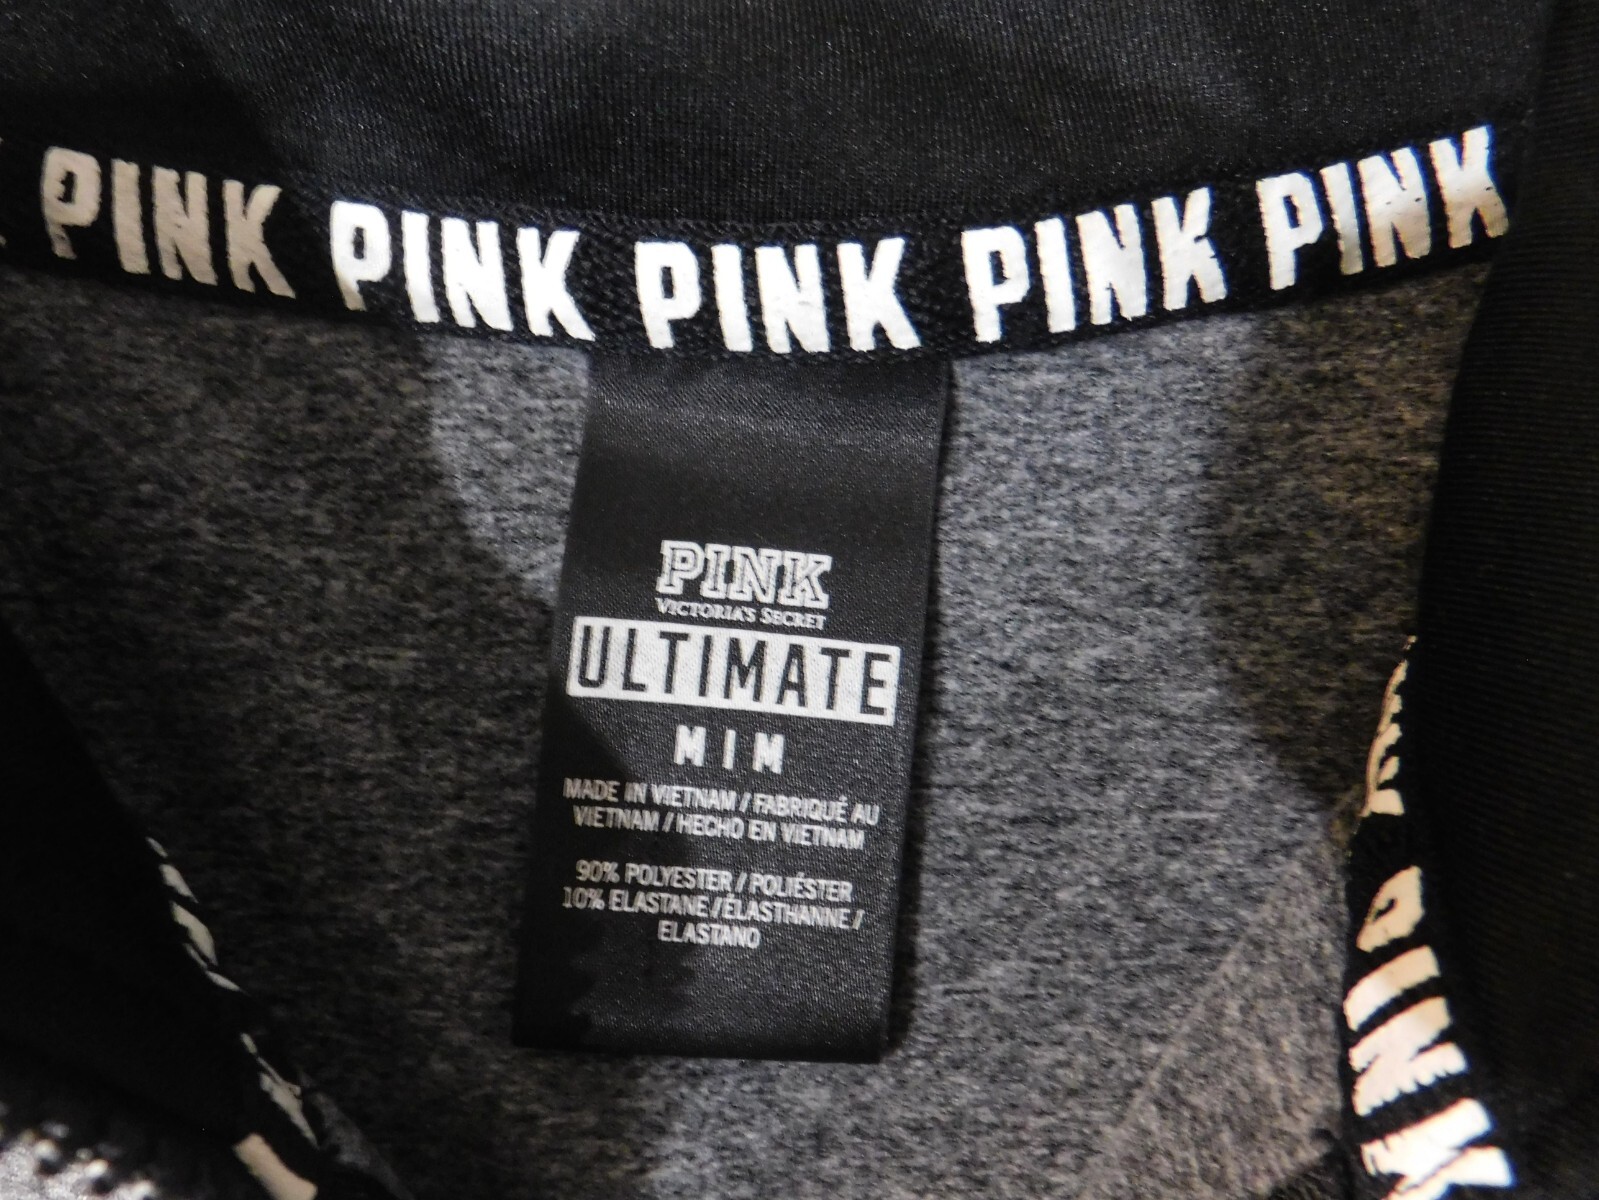 PINK PINK PINK PINK PINK
PINK
VICTORIA'S SECRET
ULTIMATE
M | M
MADE IN VIETNAM / FABRIQUÉ AU
VIETNAM / HECHO EN VIETNAM
90% POLYESTER / POLIÉSTER
10% ELASTANE / ÉLASTHANNE /
ELASTANO
PINK